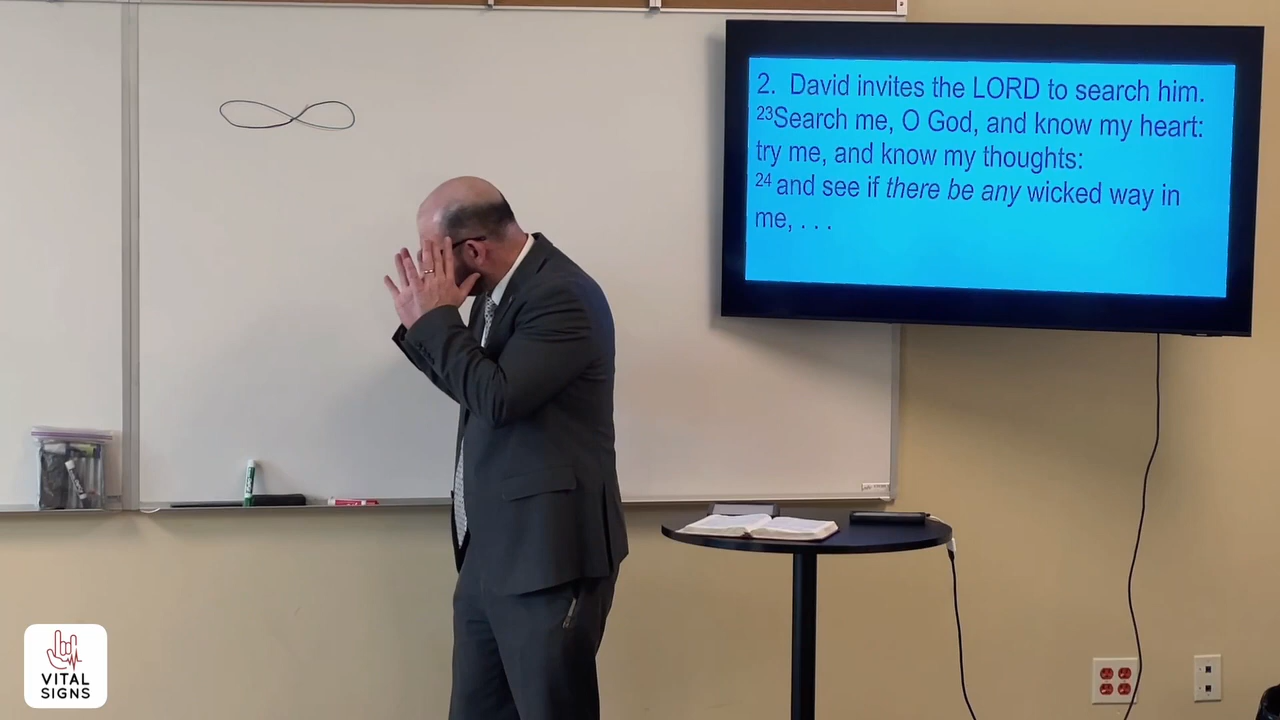 2. David invites the LORD to search him.
²³Search me, O God, and know my heart:
try me, and know my thoughts:
²⁴ and see if there be any wicked way in
me, . . .
VITAL
SIGNS